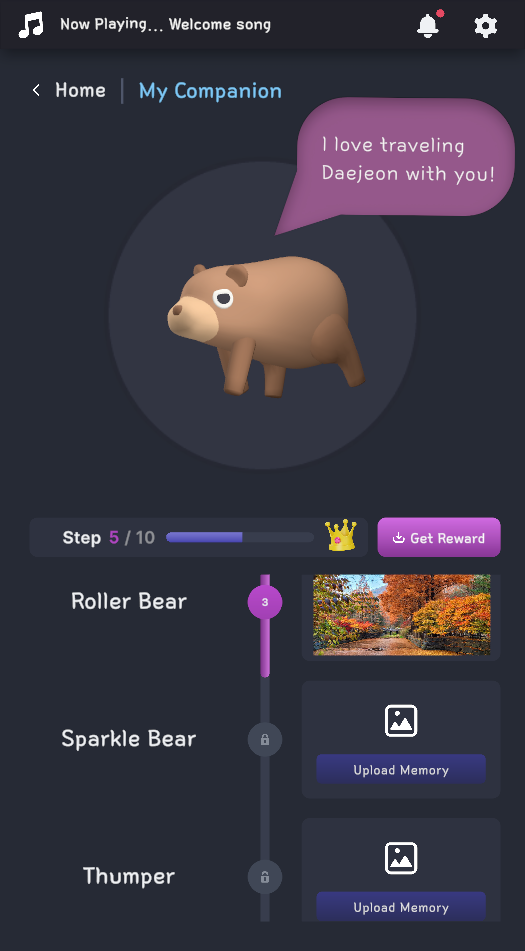 Now Playing... Welcome song
Home
My Companion
I love traveling
Daejeon with you!
Step 5 / 10
Get Reward
Roller Bear
3
Sparkle Bear
Upload Memory
Thumper
Upload Memory